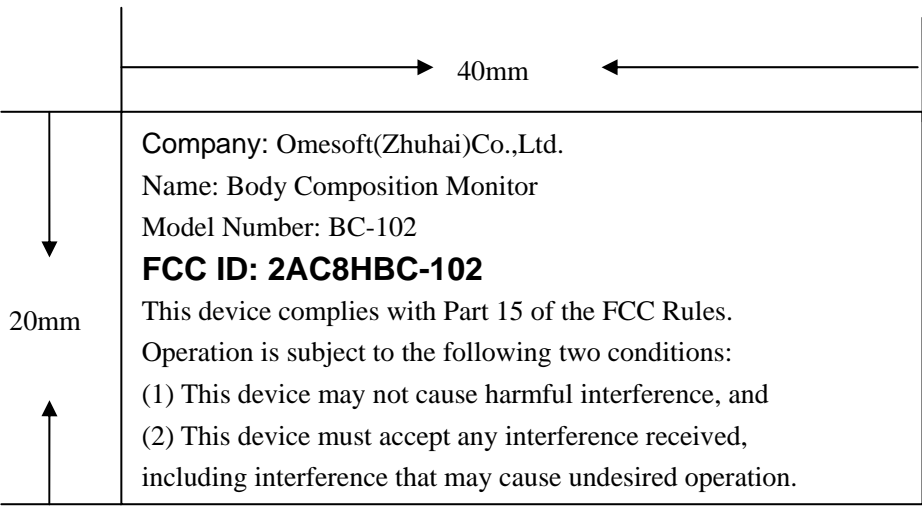 40mm
Company: Omesoft(Zhuhai)Co.,Ltd.
Name: Body Composition Monitor
Model Number: BC-102
FCC ID: 2AC8HBC-102
20mm
This device complies with Part 15 of the FCC Rules.
Operation is subject to the following two conditions:
(1) This device may not cause harmful interference, and
(2) This device must accept any interference received,
including interference that may cause undesired operation.